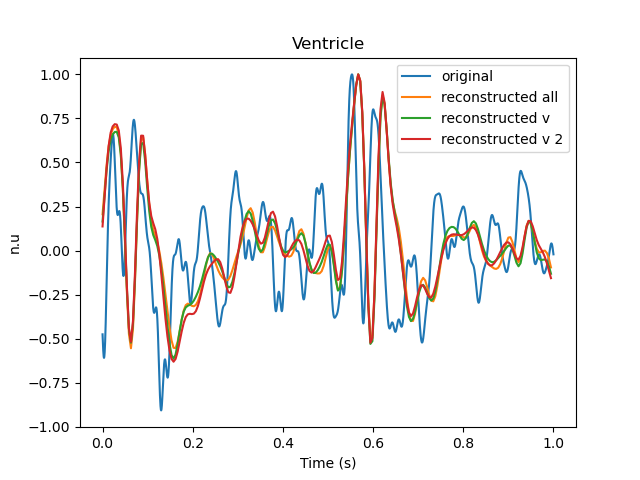 Ventricle
original
reconstructed all
reconstructed v
reconstructed v 2
1.00
0.75
0.50
0.25
0.00
−0.25
−0.50
−0.75
−1.00
n.u
0.0 0.2 0.4 0.6 0.8 1.0
Time (s)